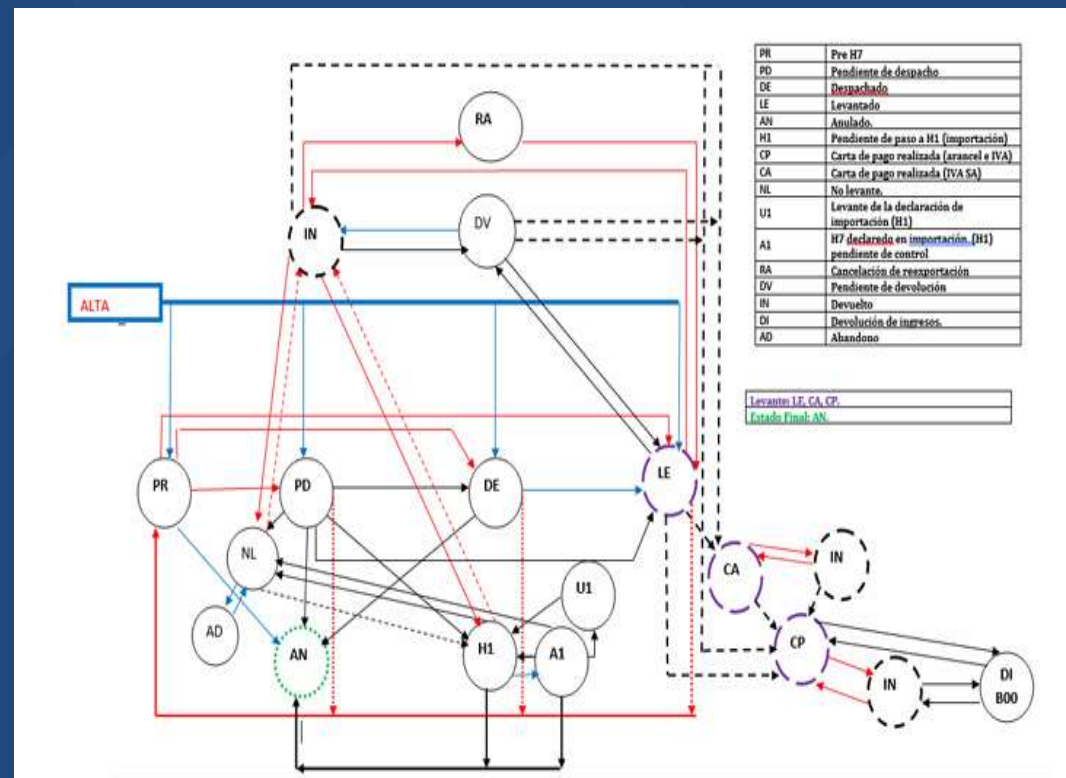 RA
IN
DV
ALTA
PR
PD
DE
LE
NL
AD
AN
H1
A1
U1
CA
IN
CP
IN
DI
B00
PR Pre H7
PD Pendiente de despacho
DE Despachado
LE Levantado
AN Anulado.
H1 Pendiente de paso a H1 (importación)
CP Carta de pago realizada (arancel e IVA)
CA Carta de pago realizada (IVA SA)
NL No levante.
U1 Levante de la declaración de
importación (H1)
A1 H7 declaredo en importación. (H1)
pendiente de control
RA Cancelación de reexportación
DV Pendiente de devolución
IN Devuelto
DI Devolución de ingresos.
AD Abandono
Levante: LE, CA, CP.
Estado Final: AN.